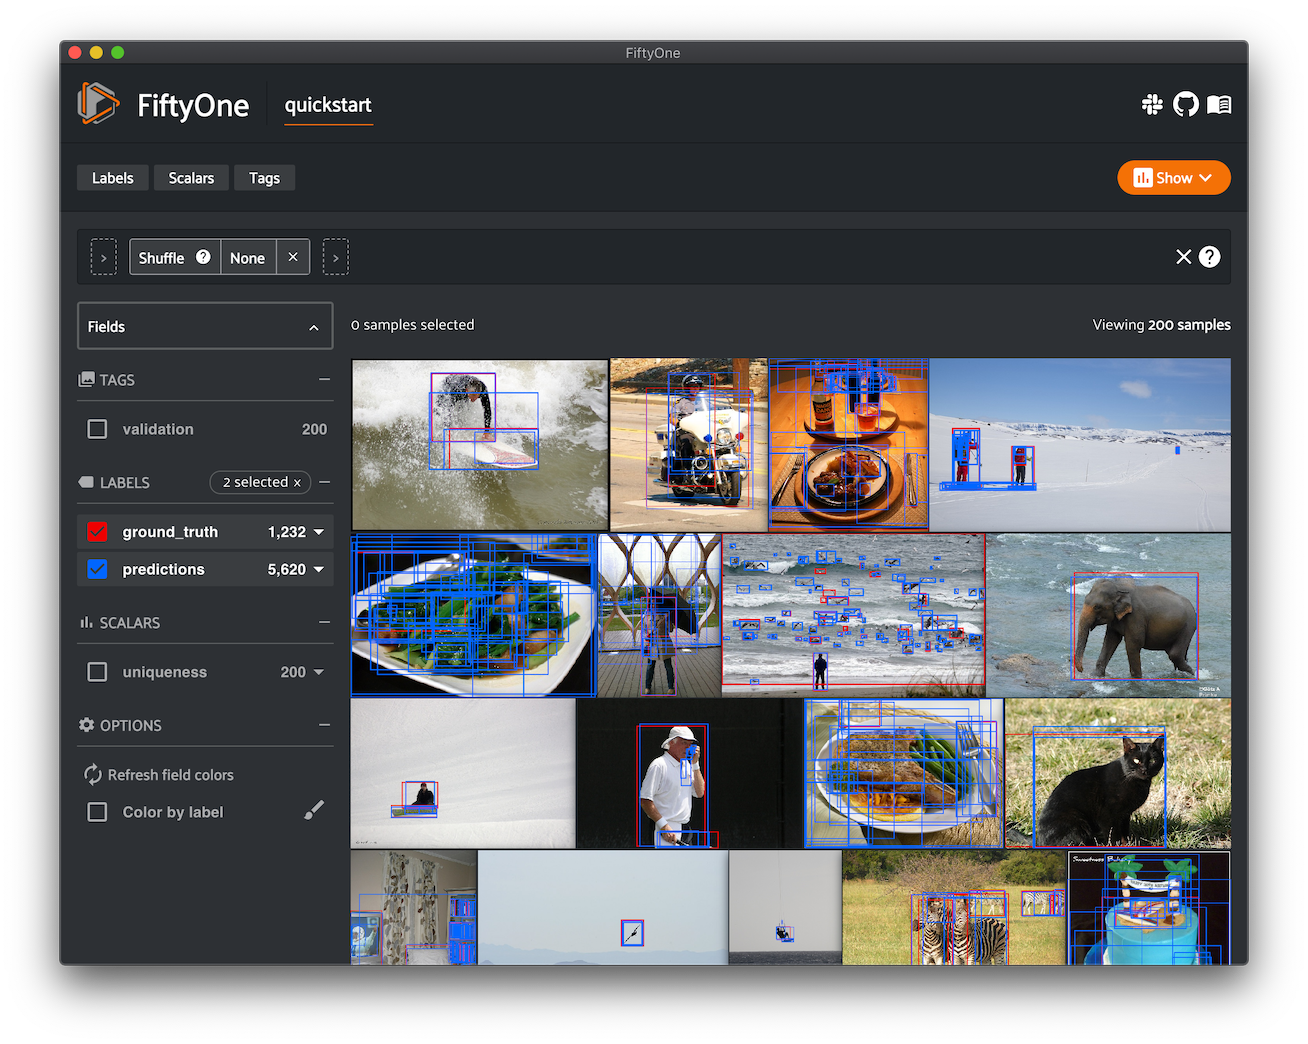 FiftyOne
FiftyOne
quickstart
Labels
Scalars
Tags
Show
Shuffle ? None ×
× ?
Fields
0 samples selected
Viewing 200 samples
TAGS
validation 200
LABELS
2 selected ×
ground_truth 1,232
predictions 5,620
SCALARS
uniqueness 200
OPTIONS
Refresh field colors
Color by label